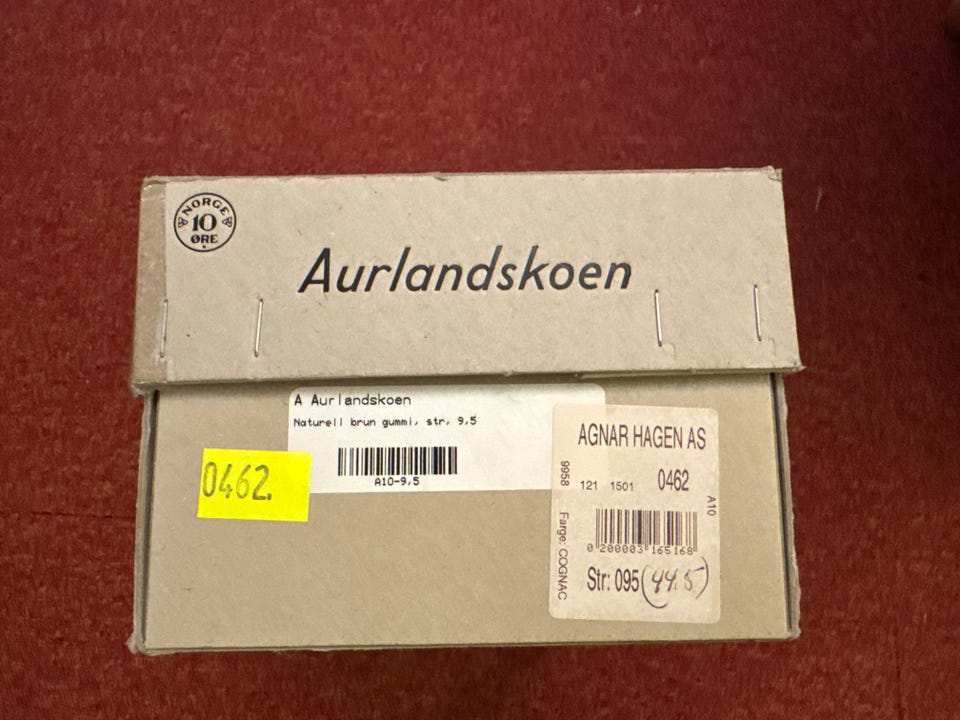 NORGE
10
ØRE
Aurlandskoen
A Aurlandskoen
Naturell brun gummi, str. 9,5
A10-9,5
0462.
AGNAR HAGEN AS
9958
121 1501 0462
A10
0 200003 165168
Farge: COGNAC
Str: 095 (44.5)